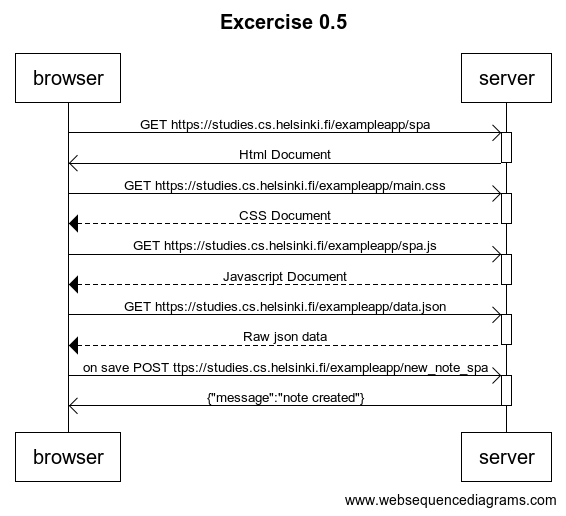 Excercise 0.5
browser server
GET https://studies.cs.helsinki.fi/exampleapp/spa
Html Document
GET https://studies.cs.helsinki.fi/exampleapp/main.css
CSS Document
GET https://studies.cs.helsinki.fi/exampleapp/spa.js
Javascript Document
GET https://studies.cs.helsinki.fi/exampleapp/data.json
Raw json data
on save POST ttps://studies.cs.helsinki.fi/exampleapp/new_note_spa
{"message":"note created"}
browser server
www.websequencediagrams.com